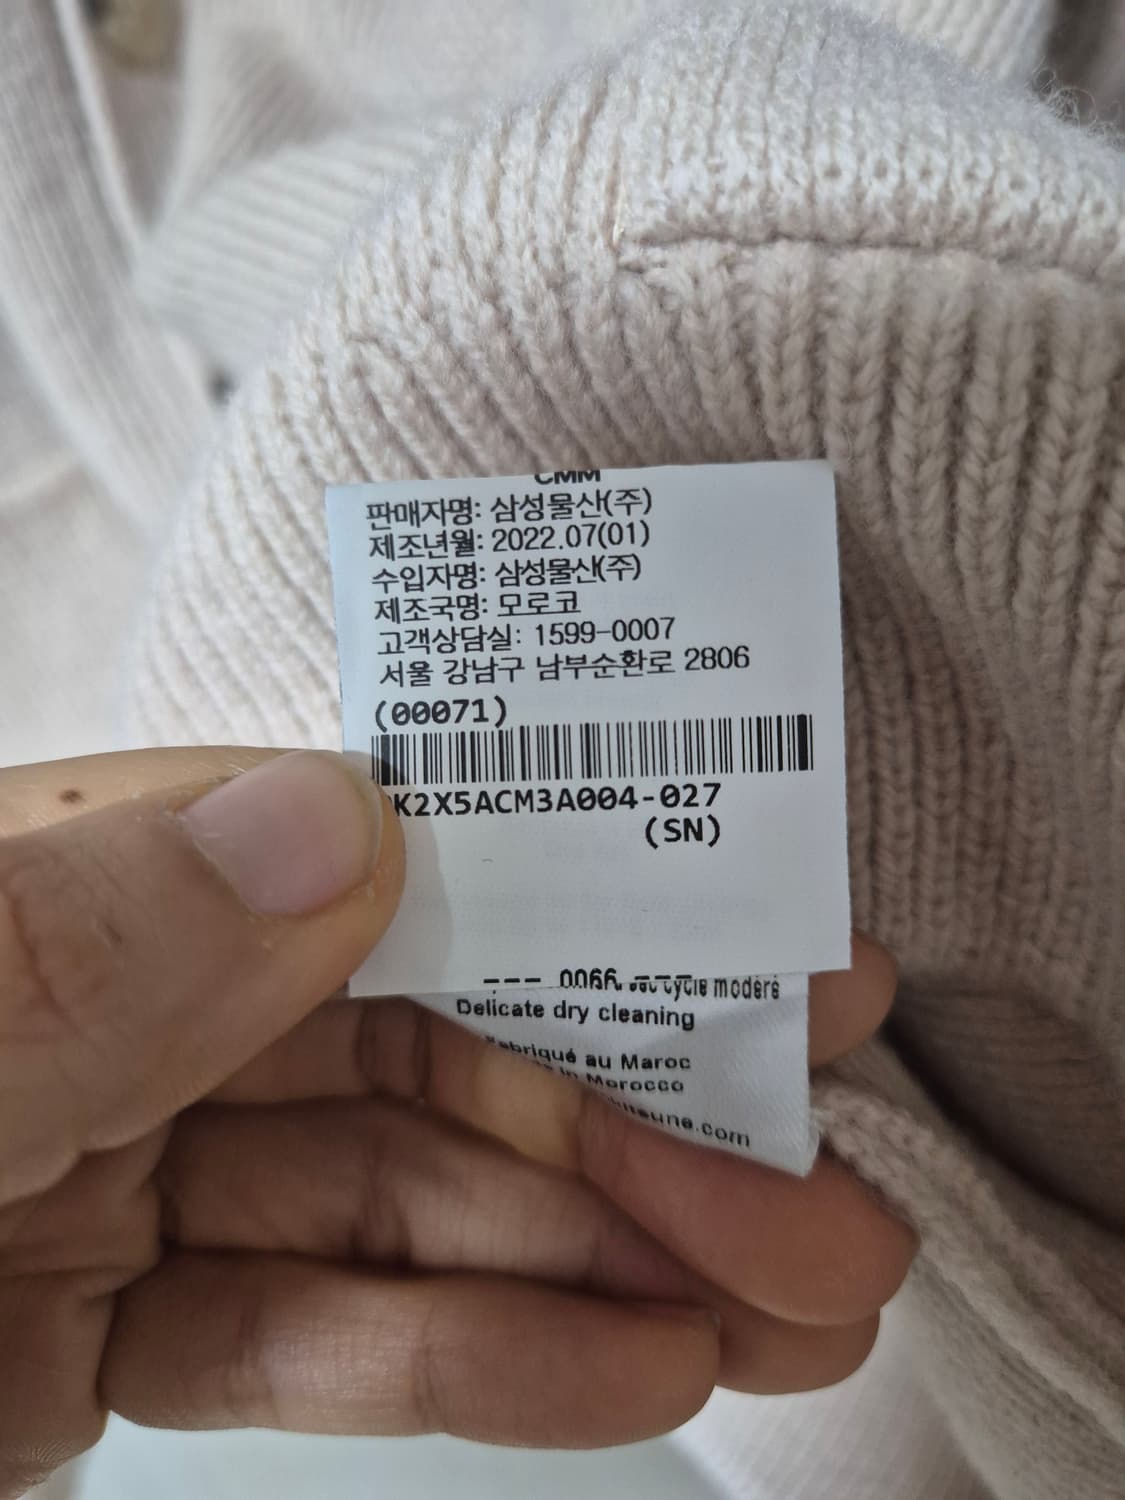 CMM
판매자명: 삼성물산(주)
제조년월: 2022.07(01)
수입자명: 삼성물산(주)
제조국명: 모로코
고객상담실: 1599-0007
서울 강남구 남부순환로 2806
(00071)
K2X5ACM3A004-027
(SN)
--- 0066 ---
cycle modéré
Delicate dry cleaning
Fabriqué au Maroc
in Morocco